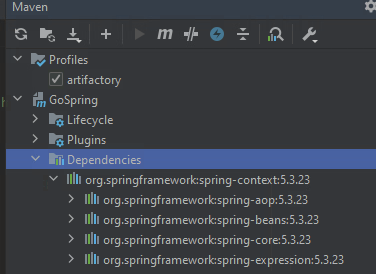 Maven
m
Profiles
artifactory
GoSpring
Lifecycle
Plugins
Dependencies
org.springframework:spring-context:5.3.23
org.springframework:spring-aop:5.3.23
org.springframework:spring-beans:5.3.23
org.springframework:spring-core:5.3.23
org.springframework:spring-expression:5.3.23